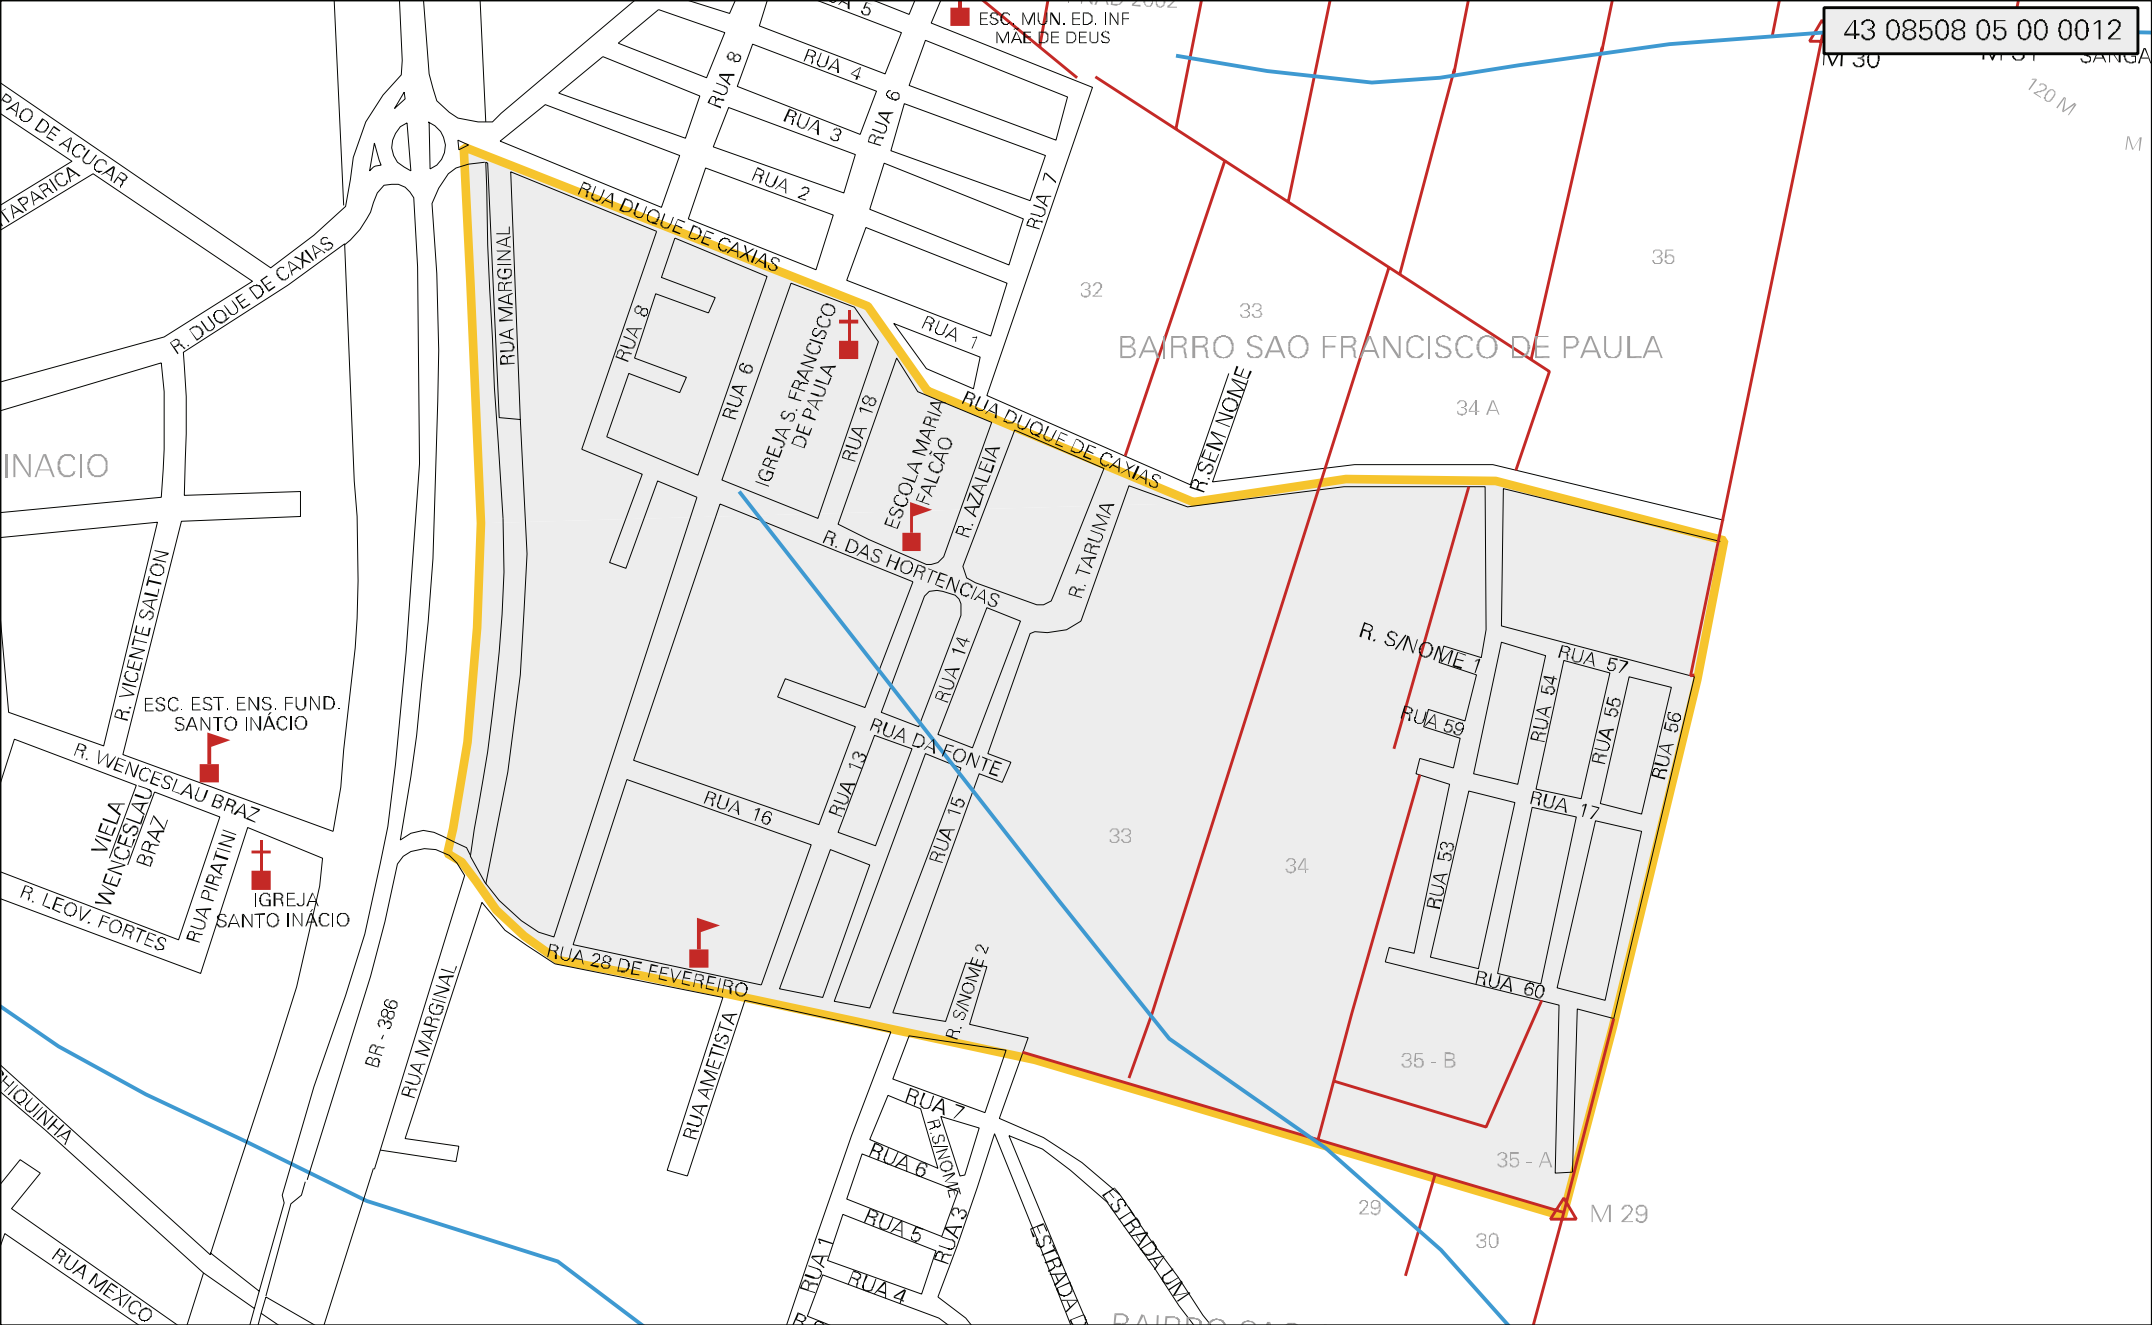 43 08508 05 00 0012
ESC. MUN. ED. INF
MAE DE DEUS
M 30
120 M
M
RUA 8
RUA 4
RUA 3
RUA 6
RUA 2
RUA 7
RUA 1
PAO DE ACUCAR
TAPARICA
R. DUQUE DE CAXIAS
RUA DUQUE DE CAXIAS
RUA MARGINAL
RUA 8
RUA 6
IGREJA S. FRANCISCO
DE PAULA
RUA 18
ESCOLA MARIA
FALCÃO
R. AZALEIA
RUA DUQUE DE CAXIAS
R. TARUMA
R. DAS HORTENCIAS
R. SEM NOME
32
33
35
BAIRRO SAO FRANCISCO DE PAULA
34 A
INACIO
R. VICENTE SALTON
ESC. EST. ENS. FUND.
SANTO INÁCIO
R. WENCESLAU BRAZ
VIELA
WENCESLAU
BRAZ
RUA PIRATINI
R. LEOV. FORTES
IGREJA
SANTO INÁCIO
RUA 14
RUA DA FONTE
RUA 13
RUA 16
RUA 15
33
34
R. S/NOME 1
RUA 57
RUA 54
RUA 55
RUA 56
RUA 59
RUA 17
RUA 53
RUA 60
35 - B
35 - A
RUA 28 DE FEVEREIRO
R. S/NOME 2
BR - 386
RUA MARGINAL
RUA AMETISTA
RUA 7
R.S/NOME
RUA 6
RUA 5
RUA 3
RUA 4
RUA 1
ESTRADA UM
ESTRADA
29
30
M 29
HIQUINHA
RUA MEXICO